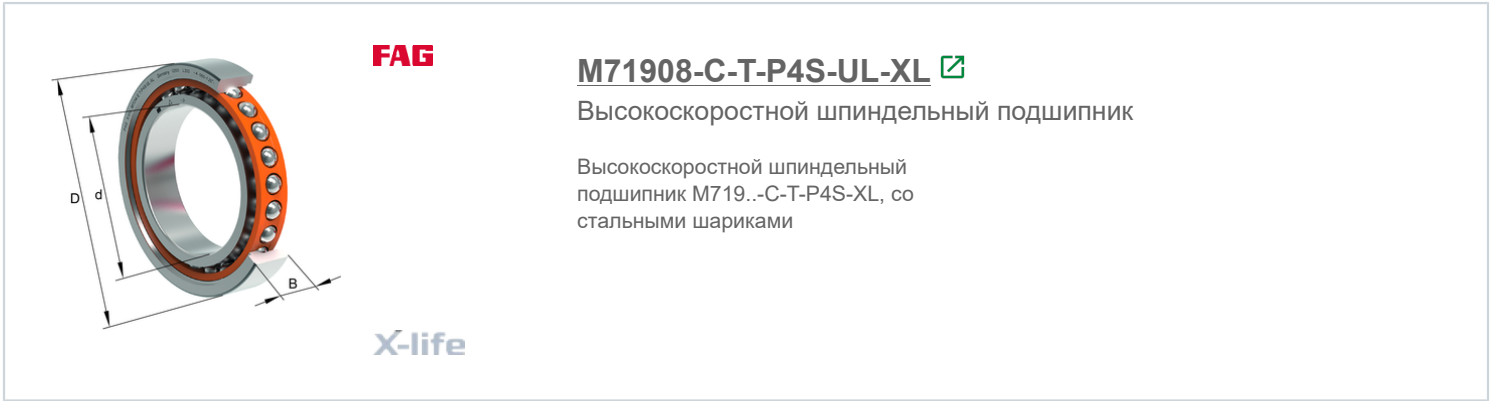 FAG
M71908-C-T-P4S-UL-XL
Высокоскоростной шпиндельный подшипник
Высокоскоростной шпиндельный
подшипник M719..-C-T-P4S-XL, со
стальными шариками
D
d
B
X-life